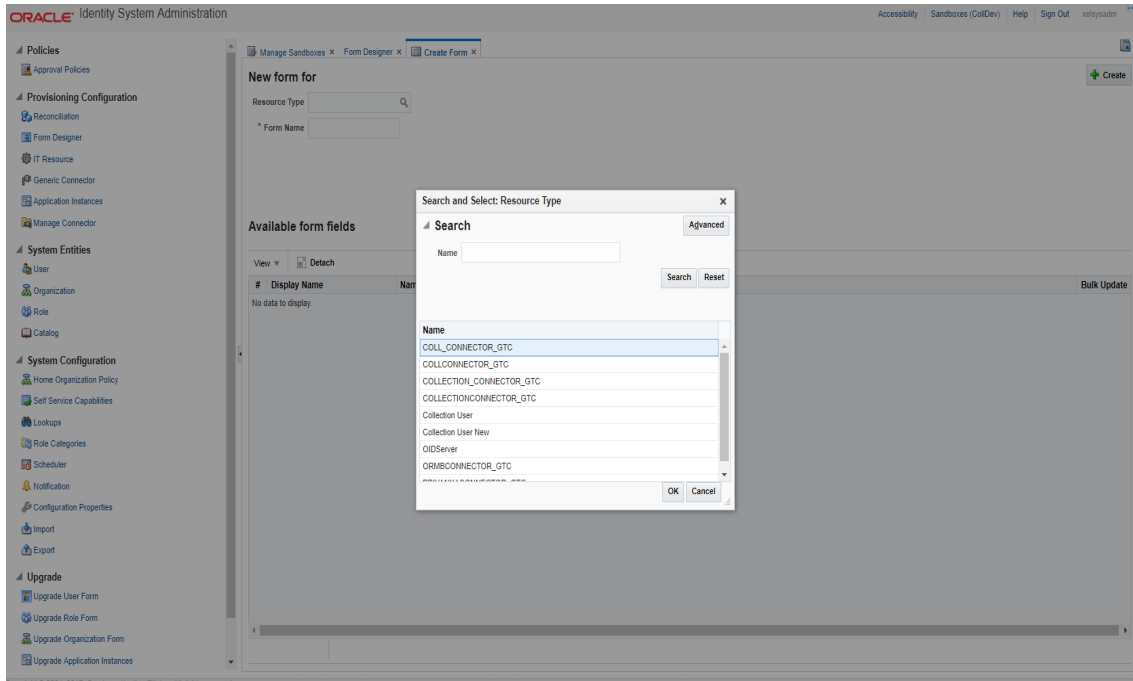 ORACLE Identity System Administration
Accessibility Sandboxes (CollDev) Help Sign Out xelsysadm
Policies
Approval Policies
Provisioning Configuration
Reconciliation
Form Designer
IT Resource
Generic Connector
Application Instances
Manage Connector
System Entities
User
Organization
Role
Catalog
System Configuration
Home Organization Policy
Self Service Capabilities
Lookups
Role Categories
Scheduler
Notification
Configuration Properties
Import
Export
Upgrade
Upgrade User Form
Upgrade Role Form
Upgrade Organization Form
Upgrade Application Instances
Manage Sandboxes x Form Designer x Create Form x
New form for
Create
Resource Type
* Form Name
Available form fields
View Detach
# Display Name Nam Bulk Update
No data to display.
Search and Select: Resource Type x
Search
Advanced
Name
Search Reset
Name
COLL_CONNECTOR_GTC
COLLCONNECTOR_GTC
COLLECTION_CONNECTOR_GTC
COLLECTIONCONNECTOR_GTC
Collection User
Collection User New
OIDServer
ORMBCONNECTOR_GTC
OK Cancel